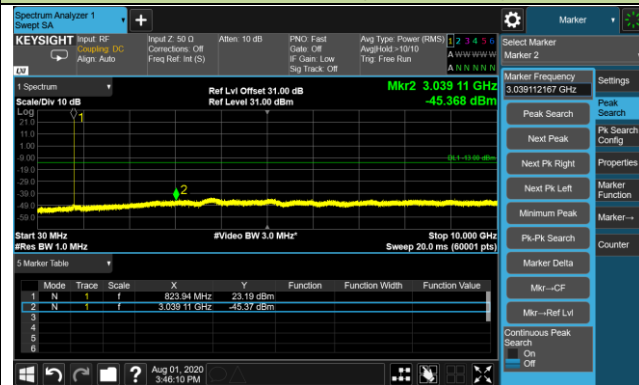 Spectrum Analyzer 1
Swept SA
+
Marker
KEYSIGHT
Input: RF
Coupling: DC
Align: Auto
Input Z: 50 Ω
Corrections: Off
Freq Ref: Int (S)
Atten: 10 dB
PNO: Fast
Gate: Off
IF Gain: Low
Sig Track: Off
Avg Type: Power (RMS)
Avg|Hold:>10/10
Trig: Free Run
1 2 3 4 5 6
A W W W W W
A N N N N N
LXI
Select Marker
Marker 2
Marker Frequency
3.039112167 GHz
Settings
Peak Search
Next Peak
Next Pk Right
Next Pk Left
Minimum Peak
Pk-Pk Search
Marker Delta
Mkr→CF
Mkr→Ref Lvl
Continuous Peak
Search
On
Off
Peak
Search
Pk Search
Config
Properties
Marker
Function
Marker→
Counter
1 Spectrum
Scale/Div 10 dB
Log
Ref Lvl Offset 31.00 dB
Ref Level 31.00 dBm
Mkr2 3.039 11 GHz
-45.368 dBm
21.0
11.0
1.00
-9.00
-19.0
-29.0
-39.0
-49.0
-59.0
1
2
DL1 -13.00 dBm
Start 30 MHz
#Res BW 1.0 MHz
#Video BW 3.0 MHz*
Stop 10.000 GHz
Sweep 20.0 ms (60001 pts)
5 Marker Table
Mode Trace Scale X Y Function Function Width Function Value
1 N 1 f 823.94 MHz 23.19 dBm
2 N 1 f 3.039 11 GHz -45.37 dBm
3
4
5
6
?
Aug 01, 2020
3:46:10 PM